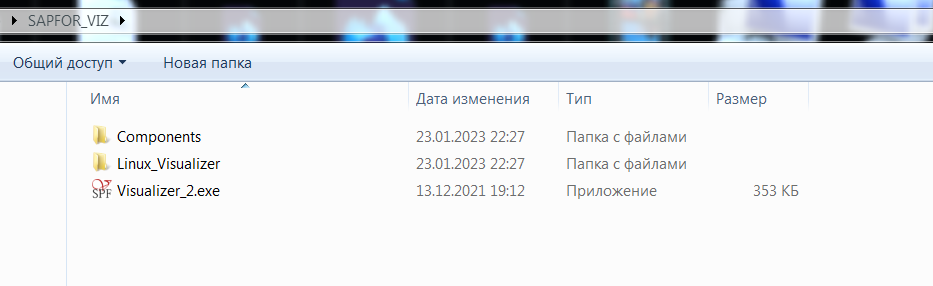 SAPFOR_VIZ
Общий доступ Новая папка
Имя Дата изменения Тип Размер
Components 23.01.2023 22:27 Папка с файлами
Linux_Visualizer 23.01.2023 22:27 Папка с файлами
SPF Visualizer_2.exe 13.12.2021 19:12 Приложение 353 КБ